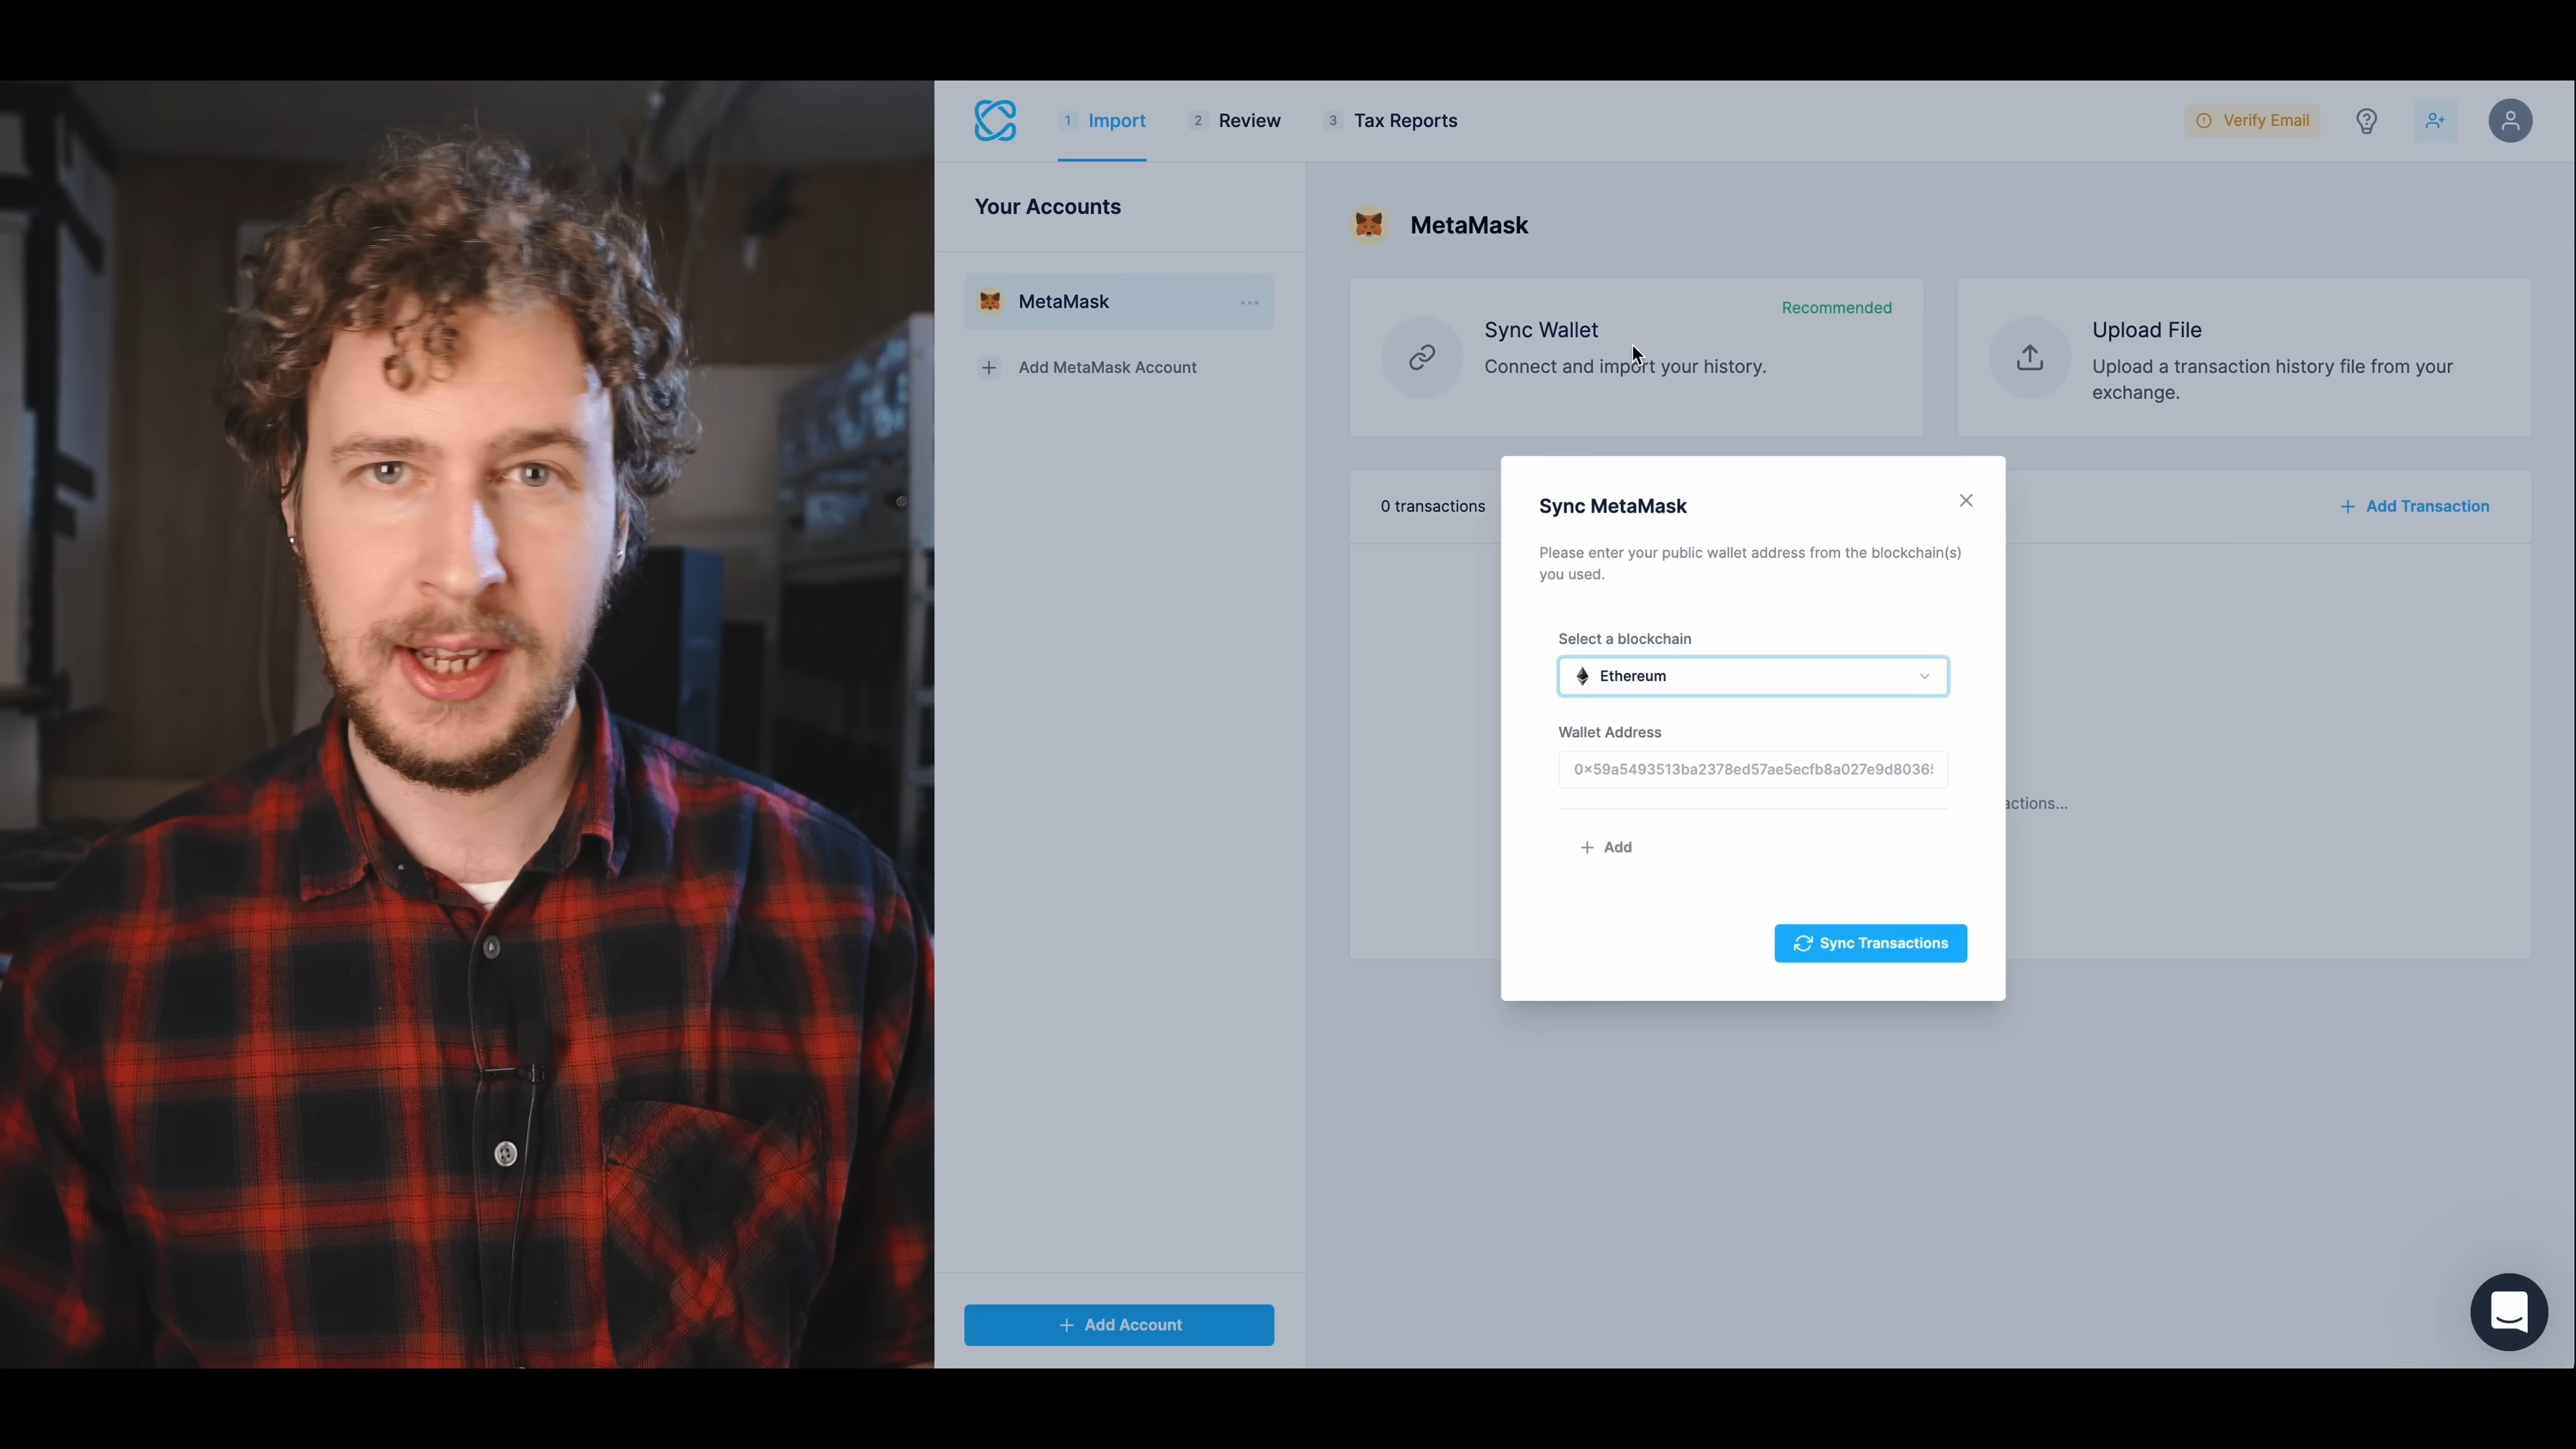 1 Import
2 Review
3 Tax Reports
Verify Email
Your Accounts
MetaMask
Add MetaMask Account
Add Account
MetaMask
Recommended
Sync Wallet
Connect and import your history.
Upload File
Upload a transaction history file from your
exchange.
0 transactions
Add Transaction
actions...
Sync MetaMask
Please enter your public wallet address from the blockchain(s)
you used.
Select a blockchain
Ethereum
Wallet Address
0x59a5493513ba2378ed57ae5ecfb8a027e9d8036
Add
Sync Transactions